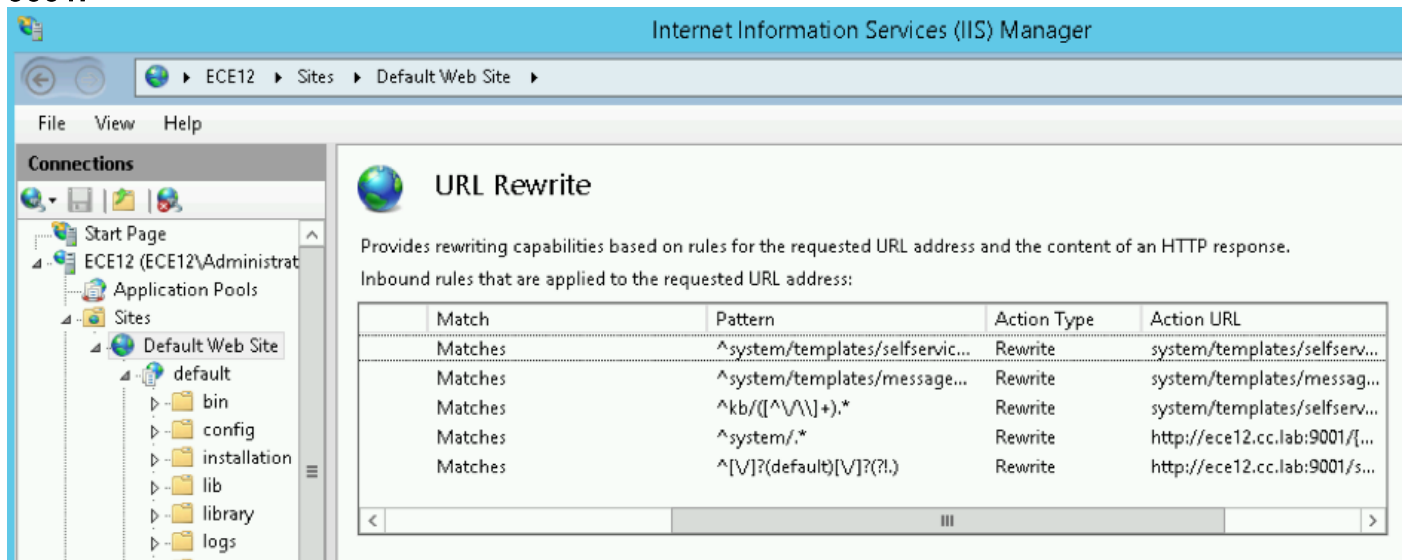 Internet Information Services (IIS) Manager
ECE12 ▸ Sites ▸ Default Web Site ▸
File View Help
Connections
URL Rewrite
Start Page
Provides rewriting capabilities based on rules for the requested URL address and the content of an HTTP response.
ECE12 (ECE12\Administrat
Inbound rules that are applied to the requested URL address:
Application Pools
Sites
Match Pattern Action Type Action URL
Default Web Site
Matches ^system/templates/selfservic... Rewrite system/templates/selfserv...
default
Matches ^system/templates/message... Rewrite system/templates/messag...
bin
Matches ^kb/([^\/\\]+).* Rewrite system/templates/selfserv...
config
Matches ^system/.* Rewrite http://ece12.cc.lab:9001/{...
installation
Matches ^[\/]?(default)[\/]?(?!.) Rewrite http://ece12.cc.lab:9001/s...
lib
library
logs